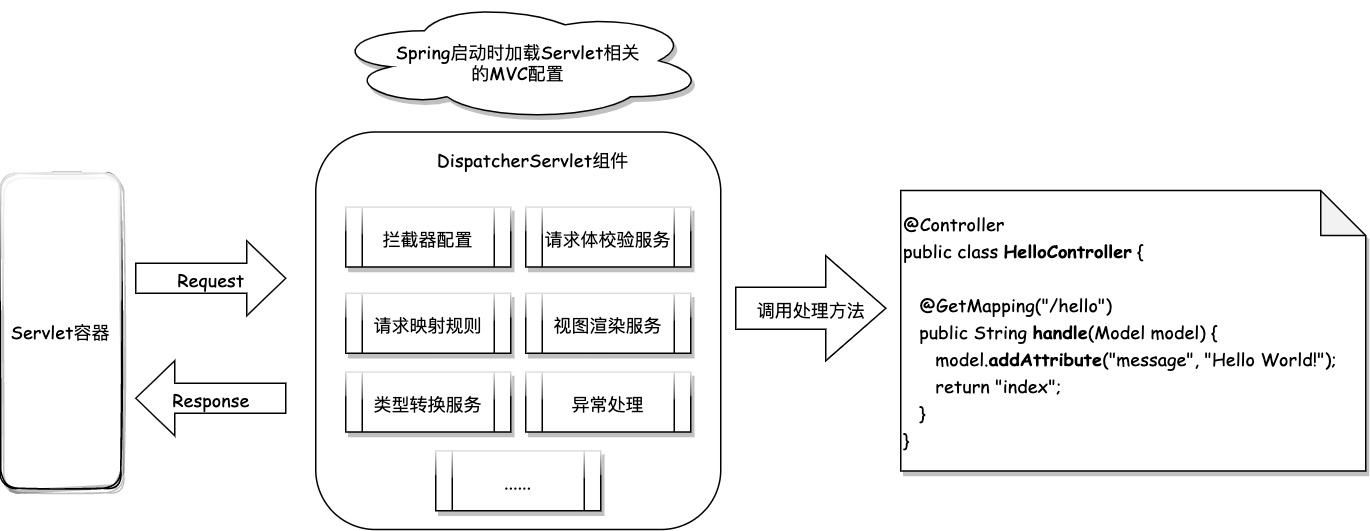 Spring启动时加载Servlet相关
的MVC配置
DispatcherServlet组件
Servlet容器
Request
Response
拦截器配置
请求体校验服务
请求映射规则
视图渲染服务
类型转换服务
异常处理
......
调用处理方法
@Controller
public class HelloController {
@GetMapping("/hello")
public String handle(Model model) {
model.addAttribute("message", "Hello World!");
return "index";
}
}